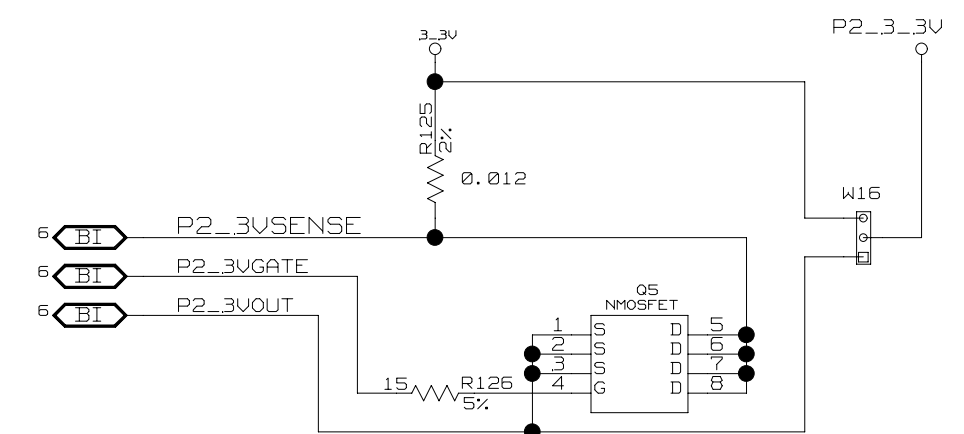 P2_3_3V
3_3V
R125
2%
0.012
W16
6 BI P2_3VSENSE
6 BI P2_3VGATE
6 BI P2_3VOUT
Q5
NMOSFET
1 S D 5
2 S D 6
3 S D 7
4 G D 8
15 R126
5%